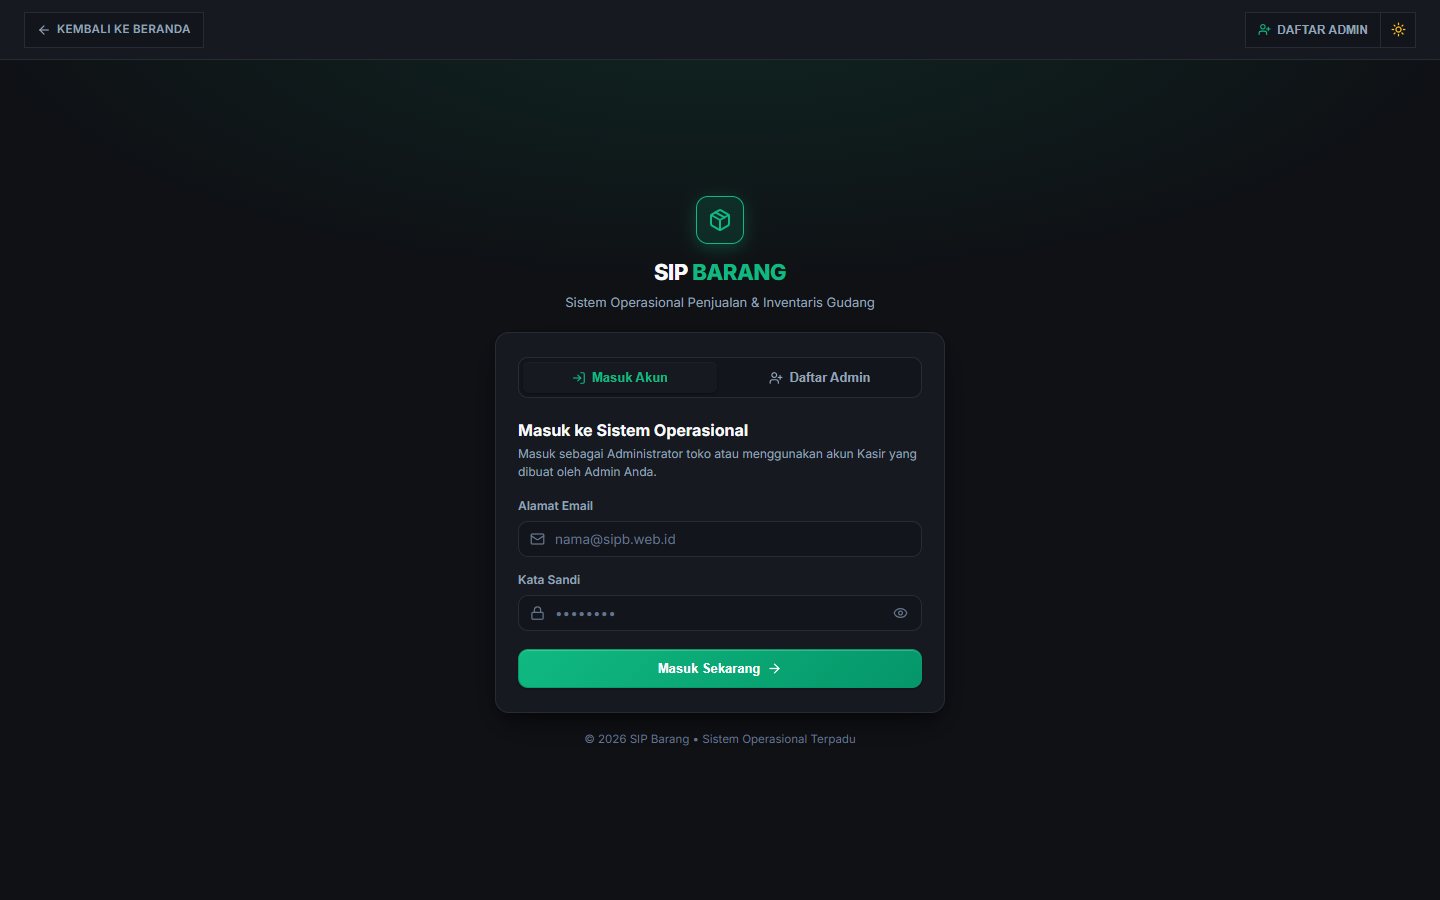 KEMBALI KE BERANDA
DAFTAR ADMIN
SIP BARANG
Sistem Operasional Penjualan & Inventaris Gudang
Masuk Akun
Daftar Admin
Masuk ke Sistem Operasional
Masuk sebagai Administrator toko atau menggunakan akun Kasir yang
dibuat oleh Admin Anda.
Alamat Email
nama@sipb.web.id
Kata Sandi
••••••••
Masuk Sekarang
© 2026 SIP Barang • Sistem Operasional Terpadu